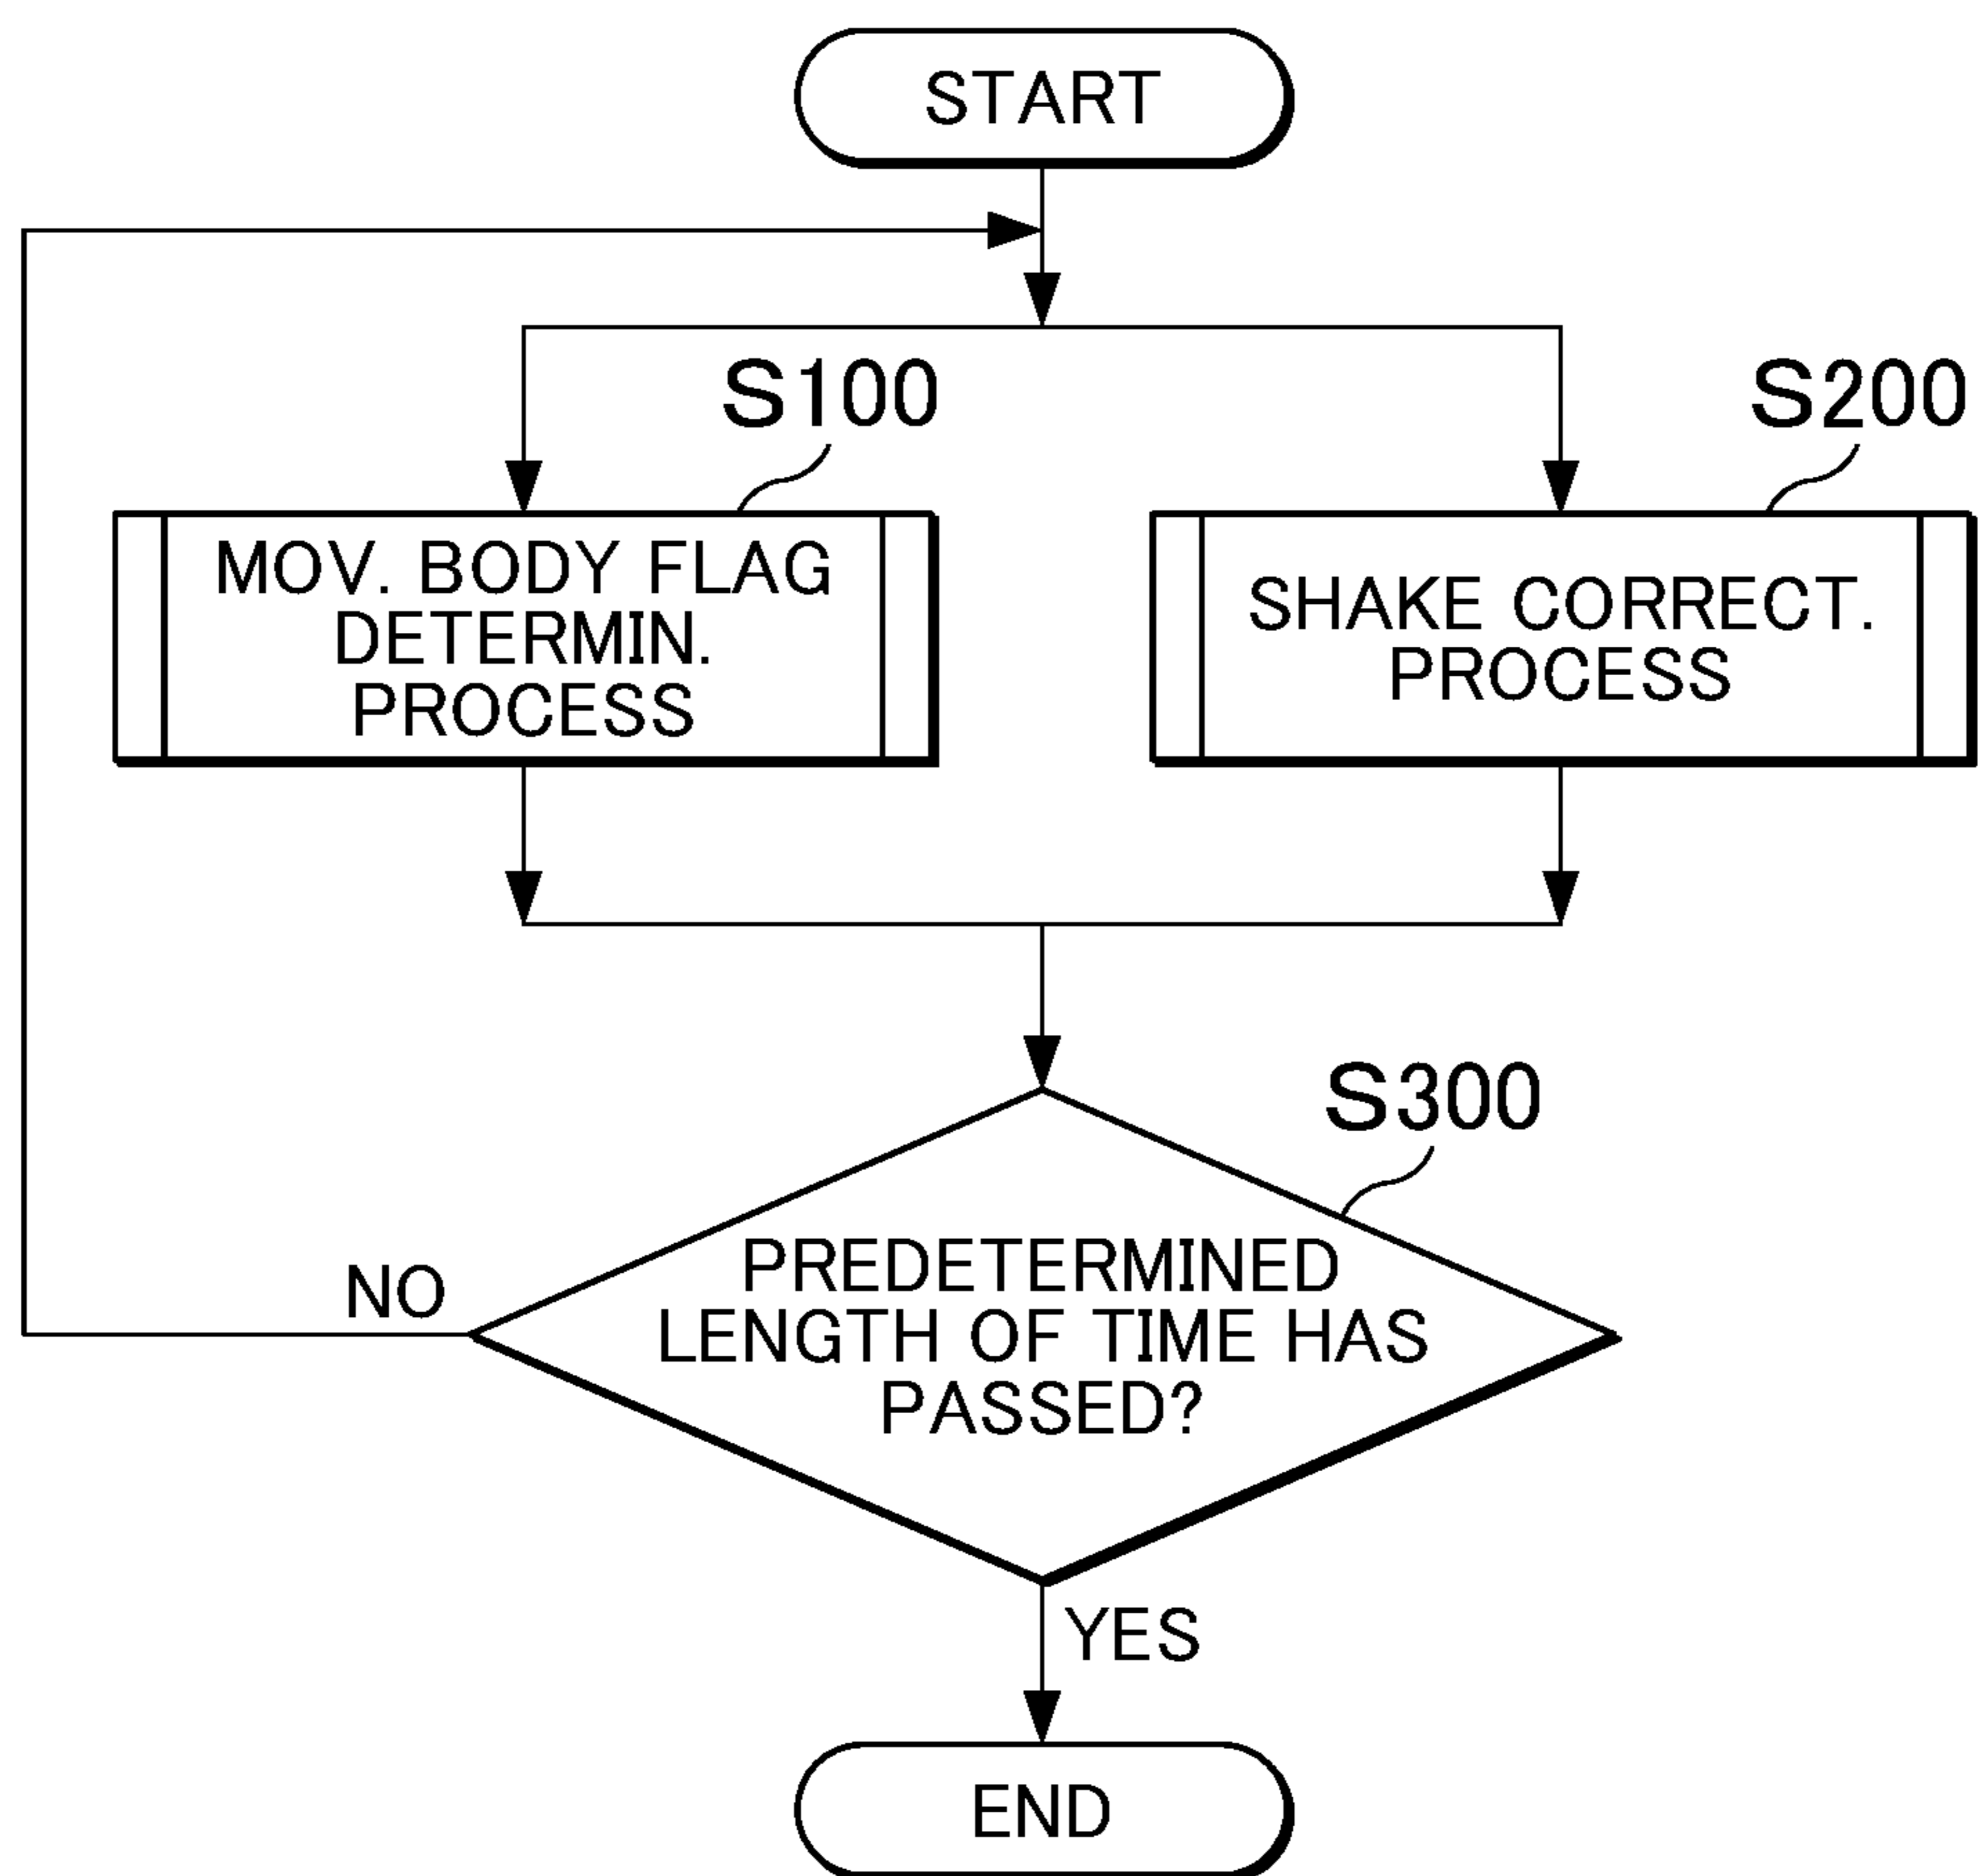 START
S100
S200
MOV. BODY FLAG
DETERMIN.
PROCESS
SHAKE CORRECT.
PROCESS
S300
PREDETERMINED
LENGTH OF TIME HAS
PASSED?
NO
YES
END